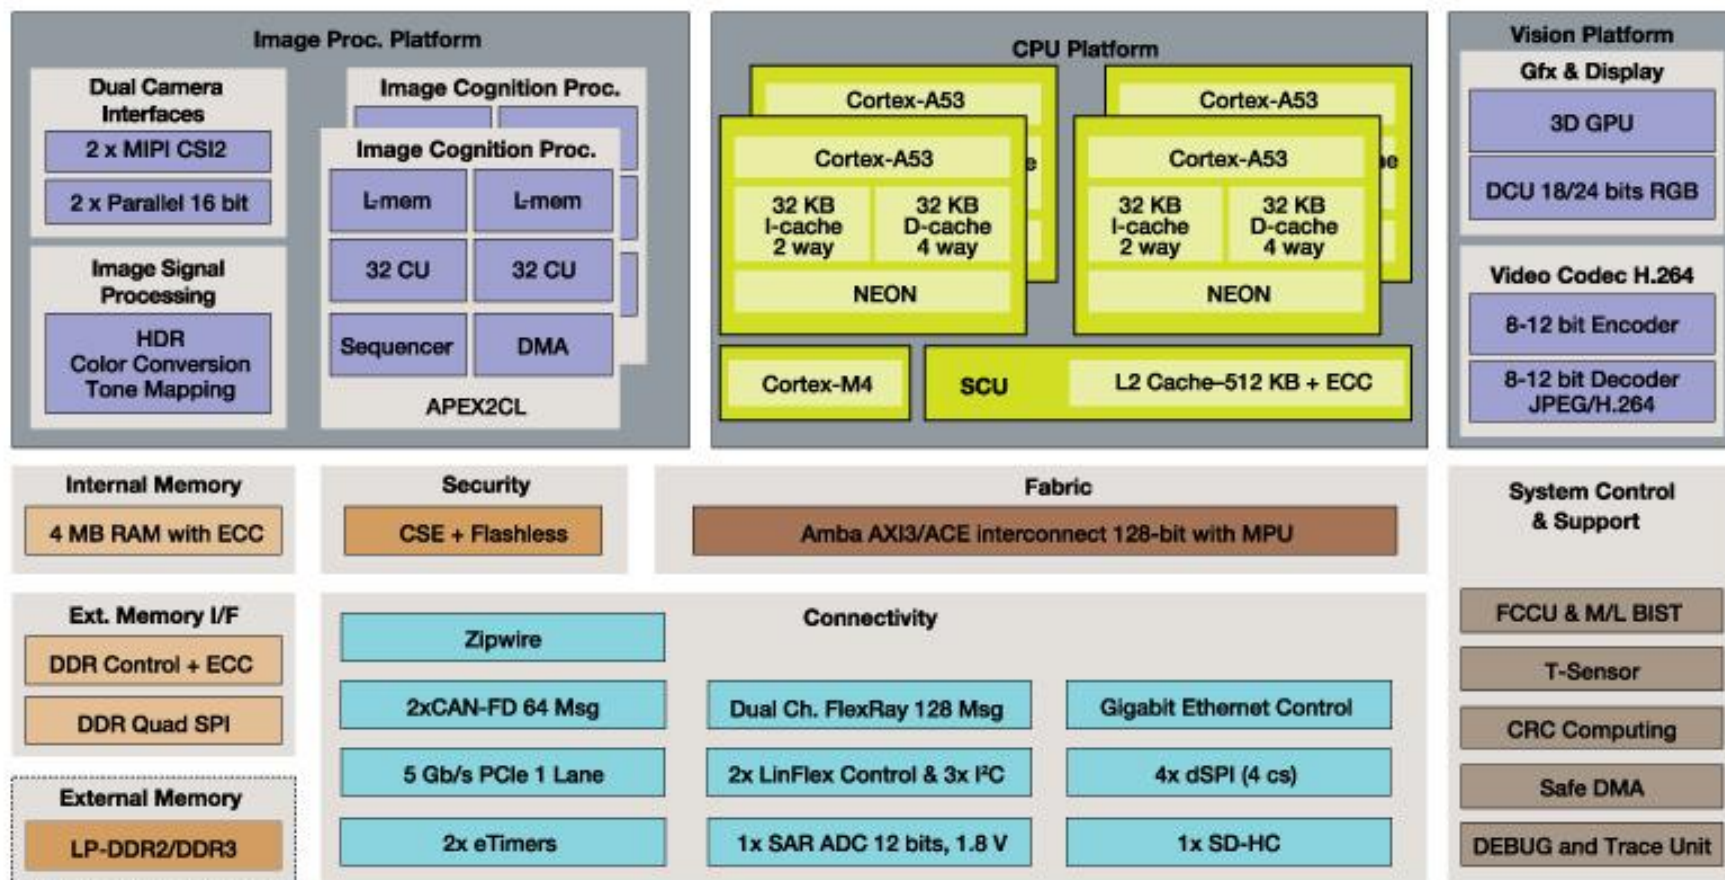 Image Proc. Platform
Dual Camera
Interfaces
2 x MIPI CSI2
2 x Parallel 16 bit
Image Signal
Processing
HDR
Color Conversion
Tone Mapping
Image Cognition Proc.
Image Cognition Proc.
L-mem
L-mem
32 CU
32 CU
Sequencer
DMA
APEX2CL
CPU Platform
Cortex-A53
Cortex-A53
32 KB
I-cache
2 way
32 KB
D-cache
4 way
NEON
Cortex-A53
Cortex-A53
32 KB
I-cache
2 way
32 KB
D-cache
4 way
NEON
Cortex-M4
SCU
L2 Cache–512 KB + ECC
Vision Platform
Gfx & Display
3D GPU
DCU 18/24 bits RGB
Video Codec H.264
8-12 bit Encoder
8-12 bit Decoder
JPEG/H.264
Internal Memory
4 MB RAM with ECC
Security
CSE + Flashless
Fabric
Amba AXI3/ACE interconnect 128-bit with MPU
Ext. Memory I/F
DDR Control + ECC
DDR Quad SPI
External Memory
LP-DDR2/DDR3
Connectivity
Zipwire
2xCAN-FD 64 Msg
Dual Ch. FlexRay 128 Msg
Gigabit Ethernet Control
5 Gb/s PCIe 1 Lane
2x LinFlex Control & 3x I²C
4x dSPI (4 cs)
2x eTimers
1x SAR ADC 12 bits, 1.8 V
1x SD-HC
System Control
& Support
FCCU & M/L BIST
T-Sensor
CRC Computing
Safe DMA
DEBUG and Trace Unit